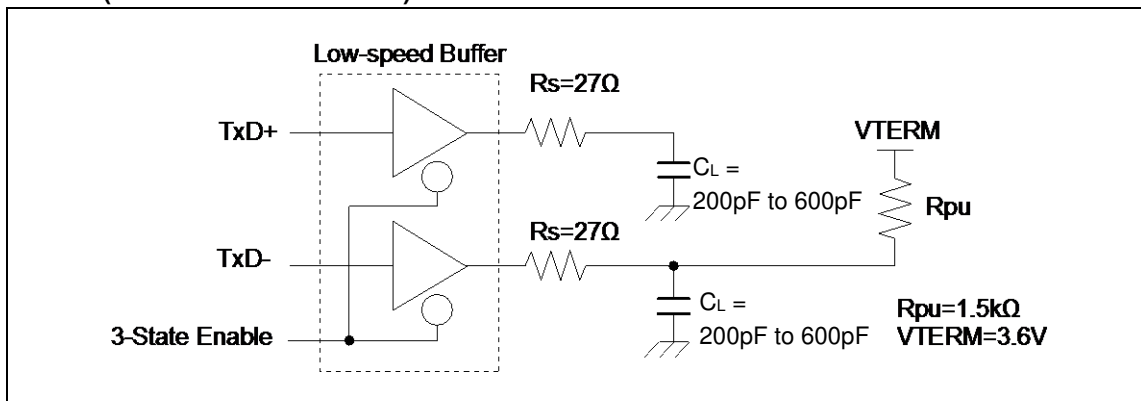 Low-speed Buffer
Rs=27Ω
TxD+
VTERM
CL =
200pF to 600pF
Rpu
Rs=27Ω
TxD-
CL =
200pF to 600pF
Rpu=1.5kΩ
VTERM=3.6V
3-State Enable